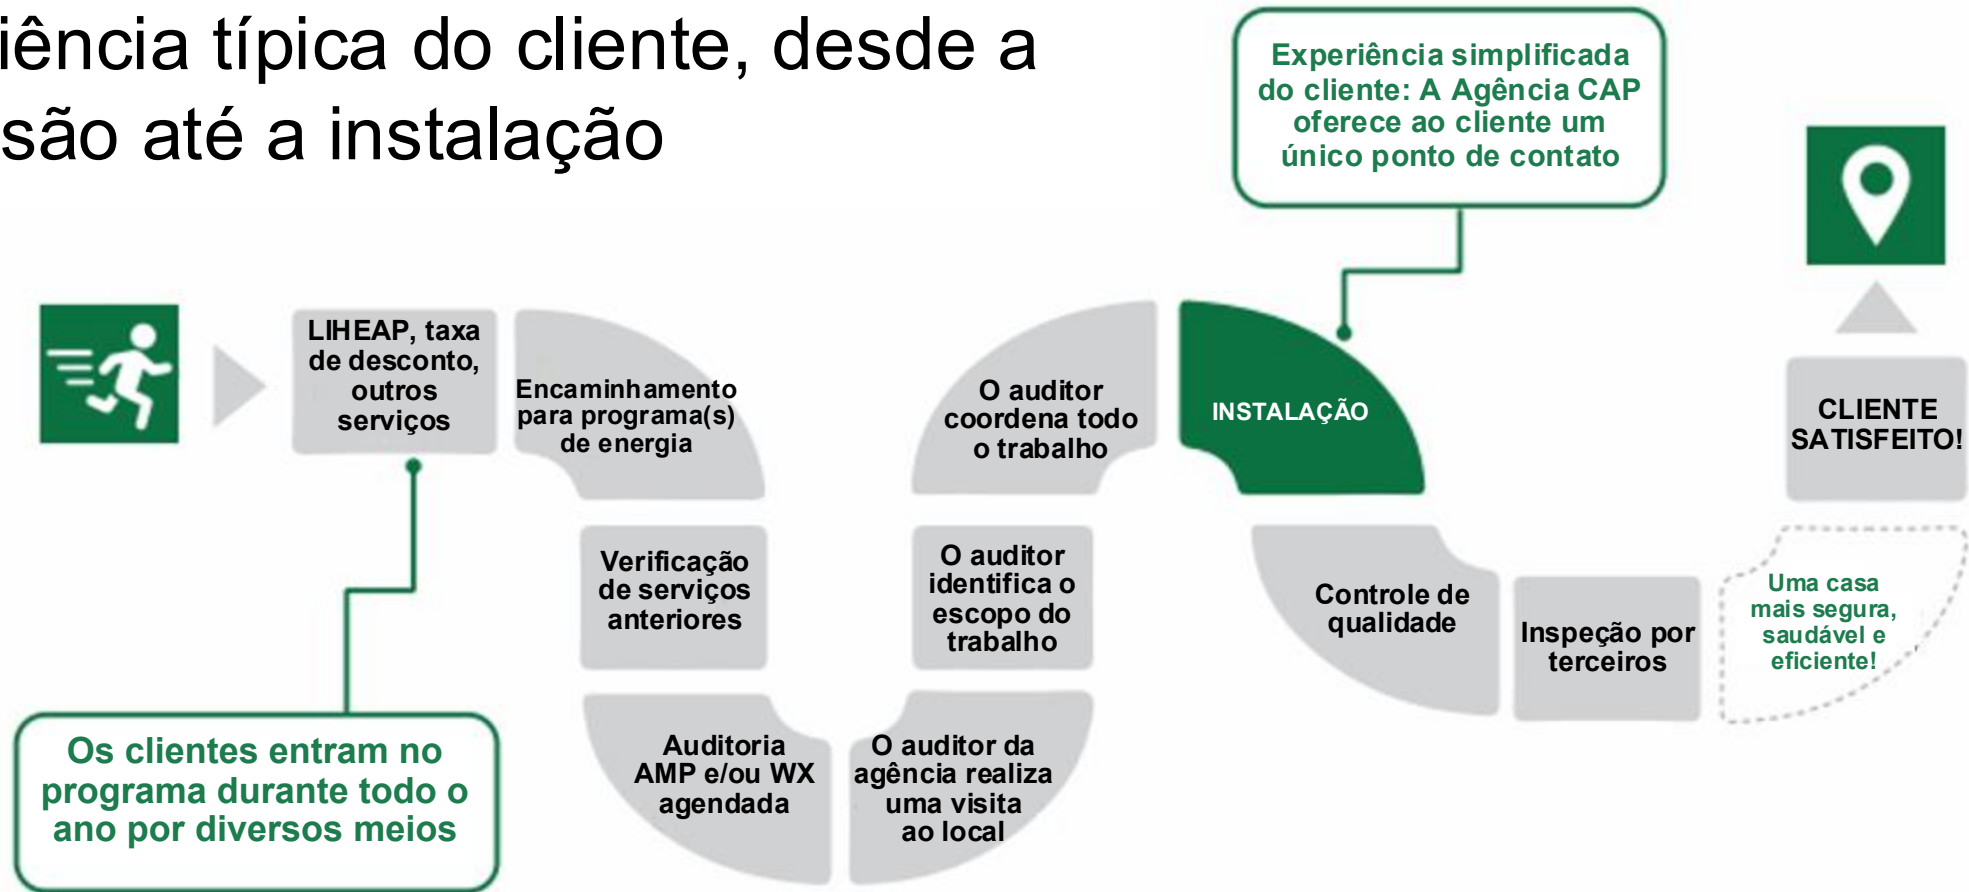 iência típica do cliente, desde a
são até a instalação
Experiência simplificada
do cliente: A Agência CAP
oferece ao cliente um
único ponto de contato
LIHEAP, taxa
de desconto,
outros
serviços
Encaminhamento
para programa(s)
de energia
Verificação
de serviços
anteriores
Auditoria
AMP e/ou WX
agendada
O auditor da
agência realiza
uma visita
ao local
O auditor
identifica o
escopo do
trabalho
O auditor
coordena todo
o trabalho
INSTALAÇÃO
Controle de
qualidade
Inspeção por
terceiros
Uma casa
mais segura,
saudável e
eficiente!
CLIENTE
SATISFEITO!
Os clientes entram no
programa durante todo o
ano por diversos meios